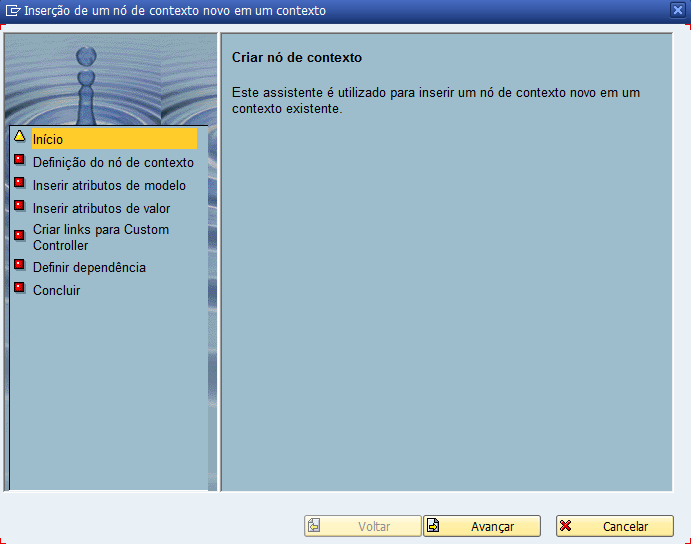 Inserção de um nó de contexto novo em um contexto
Início
Definição do nó de contexto
Inserir atributos de modelo
Inserir atributos de valor
Criar links para Custom
Controller
Definir dependência
Concluir
Criar nó de contexto
Este assistente é utilizado para inserir um nó de contexto novo em um
contexto existente.
Voltar
Avançar
Cancelar